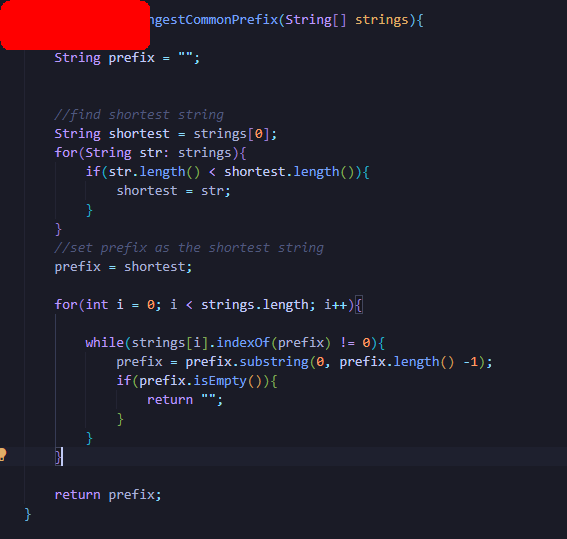 ngestCommonPrefix(String[] strings){
String prefix = "";
//find shortest string
String shortest = strings[0];
for(String str: strings){
if(str.length() < shortest.length()){
shortest = str;
}
}
//set prefix as the shortest string
prefix = shortest;
for(int i = 0; i < strings.length; i++){
while(strings[i].indexOf(prefix) != 0){
prefix = prefix.substring(0, prefix.length() -1);
if(prefix.isEmpty()){
return "";
}
}
}
return prefix;
}